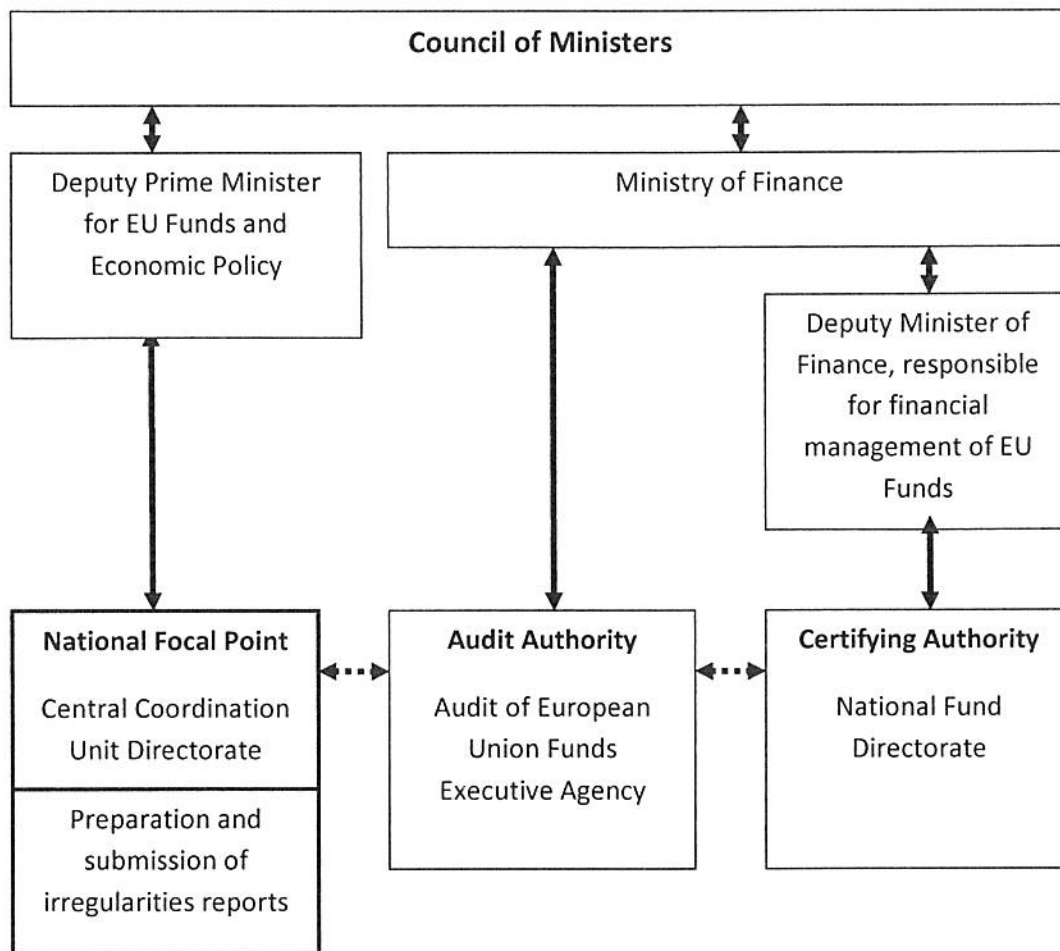 Council of Ministers
Deputy Prime Minister
for EU Funds and
Economic Policy
Ministry of Finance
Deputy Minister of
Finance, responsible
for financial
management of EU
Funds
National Focal Point
Central Coordination
Unit Directorate
Preparation and
submission of
irregularities reports
Audit Authority
Audit of European
Union Funds
Executive Agency
Certifying Authority
National Fund
Directorate